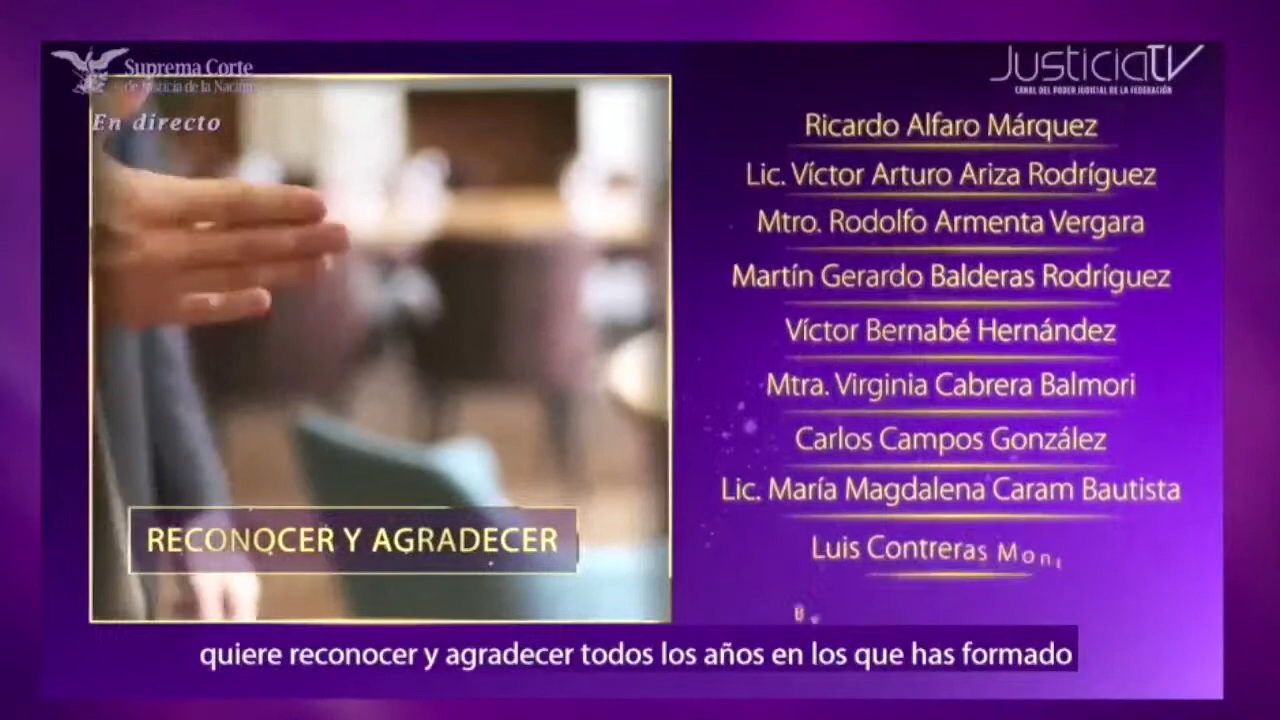 Suprema Corte
de Justicia de la Nación
En directo
JusticiaTV
CANAL DEL PODER JUDICIAL DE LA FEDERACIÓN
Ricardo Alfaro Márquez
Lic. Víctor Arturo Ariza Rodríguez
Mtro. Rodolfo Armenta Vergara
Martín Gerardo Balderas Rodríguez
Víctor Bernabé Hernández
Mtra. Virginia Cabrera Balmori
Carlos Campos González
Lic. María Magdalena Caram Bautista
Luis Contreras
RECONOCER Y AGRADECER
quiere reconocer y agradecer todos los años en los que has formado